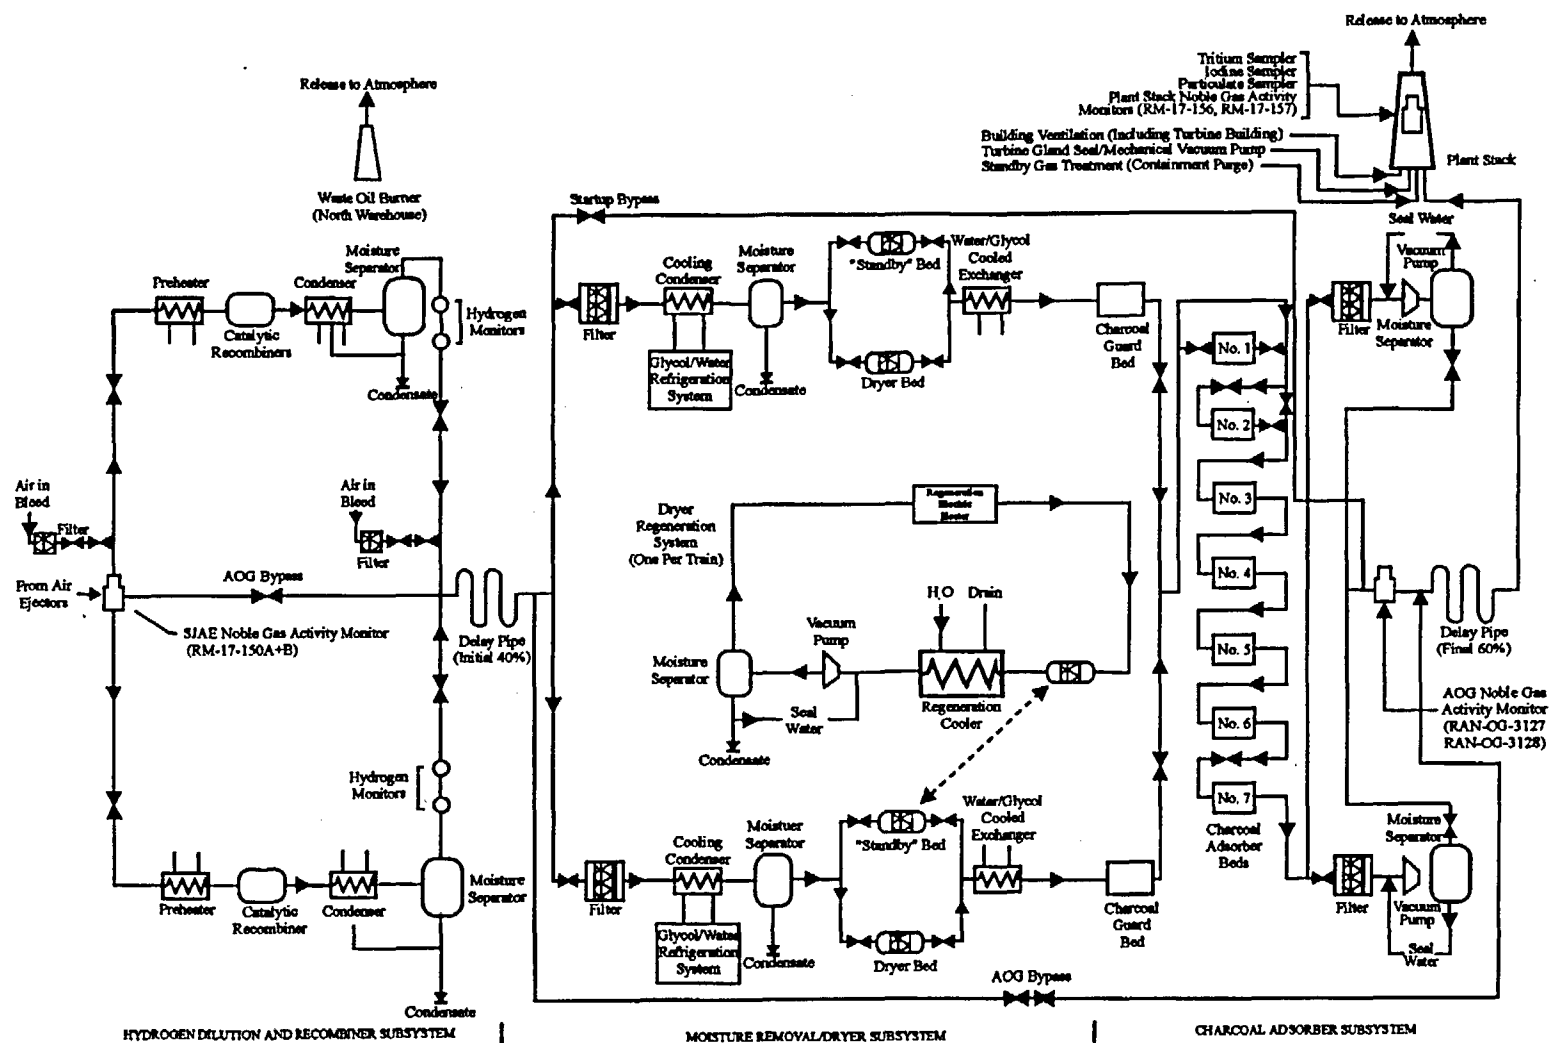 Release to Atmosphere
Tritium Sampler
Iodine Sampler
Particulate Sampler
Plant Stack Noble Gas Activity
Monitors (RM-17-156, RM-17-157)
Building Ventilation (Including Turbine Building)
Turbine Gland Seal/Mechanical Vacuum Pump
Standby Gas Treatment (Containment Purge)
Plant Stack
Release to Atmosphere
Waste Oil Burner
(North Warehouse)
Startup Bypass
Seal Water
Vacuum
Pump
Filter
Moisture
Separator
Preheater
Catalytic
Recombiners
Condenser
Moisture
Separator
Hydrogen
Monitors
Condensate
Filter
Cooling
Condenser
Glycol/Water
Refrigeration
System
Moisture
Separator
Condensate
"Standby" Bed
Dryer Bed
Water/Glycol
Cooled
Exchanger
Charcoal
Guard
Bed
No. 1
No. 2
No. 3
No. 4
No. 5
No. 6
No. 7
Charcoal
Adsorber
Beds
Air in
Bleed
Filter
Air in
Bleed
Filter
From Air
Ejectors
AOG Bypass
SJAE Noble Gas Activity Monitor
(RM-17-150A+B)
Delay Pipe
(Initial 40%)
Dryer
Regeneration
System
(One Per Train)
Regeneration
Electric
Heater
H2O
Drain
Vacuum
Pump
Moisture
Separator
Seal
Water
Condensate
Regeneration
Cooler
Delay Pipe
(Final 60%)
AOG Noble Gas
Activity Monitor
(RAN-OG-3127
RAN-OG-3128)
Hydrogen
Monitors
Preheater
Catalytic
Recombiner
Condenser
Moisture
Separator
Condensate
Filter
Cooling
Condenser
Glycol/Water
Refrigeration
System
Moistuer
Separator
Condensate
"Standby" Bed
Dryer Bed
Water/Glycol
Cooled
Exchanger
Charcoal
Guard
Bed
Moisture
Separator
Filter
Vacuum
Pump
Seal
Water
AOG Bypass
HYDROGEN DILUTION AND RECOMBINER SUBSYSTEM
MOISTURE REMOVAL/DRYER SUBSYSTEM
CHARCOAL ADSORBER SUBSYSTEM